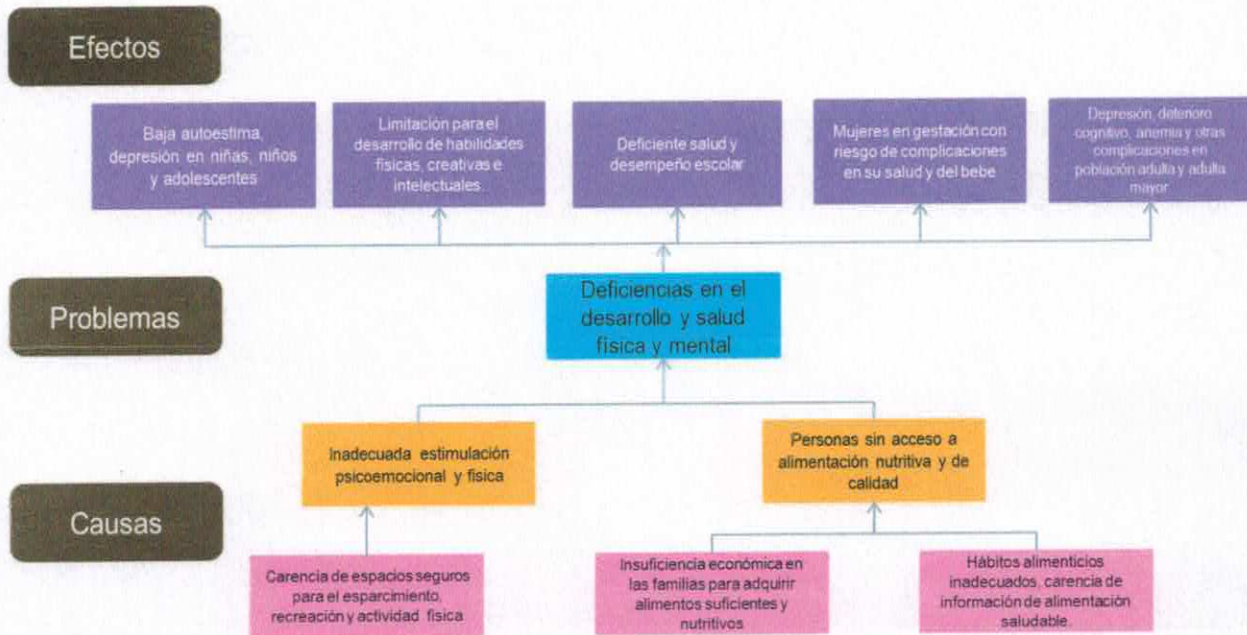 Efectos
Baja autoestima,
depresión en niñas, niños
y adolescentes
Limitación para el
desarrollo de habilidades
físicas, creativas e
intelectuales
Deficiente salud y
desempeño escolar
Mujeres en gestación con
riesgo de complicaciones
en su salud y del bebe
Depresión, deterioro
cognitivo, anemia y otras
complicaciones en
población adulta y adulta
mayor
Problemas
Deficiencias en el
desarrollo y salud
física y mental
Inadecuada estimulación
psicoemocional y física
Personas sin acceso a
alimentación nutritiva y de
calidad
Causas
Carencia de espacios seguros
para el esparcimiento,
recreación y actividad física
Insuficiencia económica en
las familias para adquirir
alimentos suficientes y
nutritivos
Hábitos alimenticios
inadecuados, carencia de
información de alimentación
saludable.